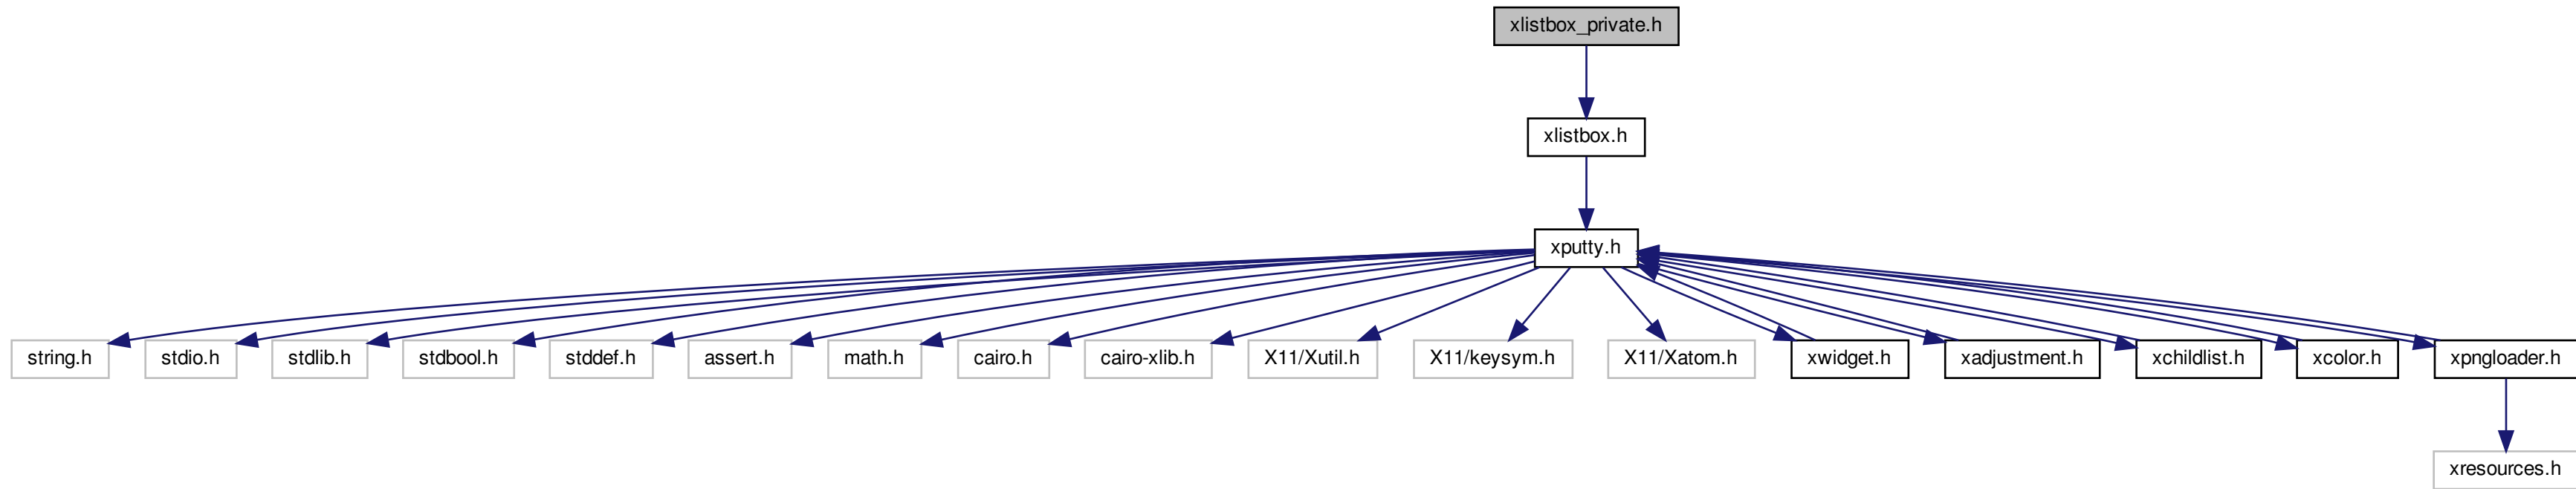 xlistbox_private.h
xlistbox.h
xputty.h
string.h
stdio.h
stdlib.h
stdbool.h
stddef.h
assert.h
math.h
cairo.h
cairo-xlib.h
X11/Xutil.h
X11/keysym.h
X11/Xatom.h
xwidget.h
xadjustment.h
xchildlist.h
xcolor.h
xpngloader.h
xresources.h